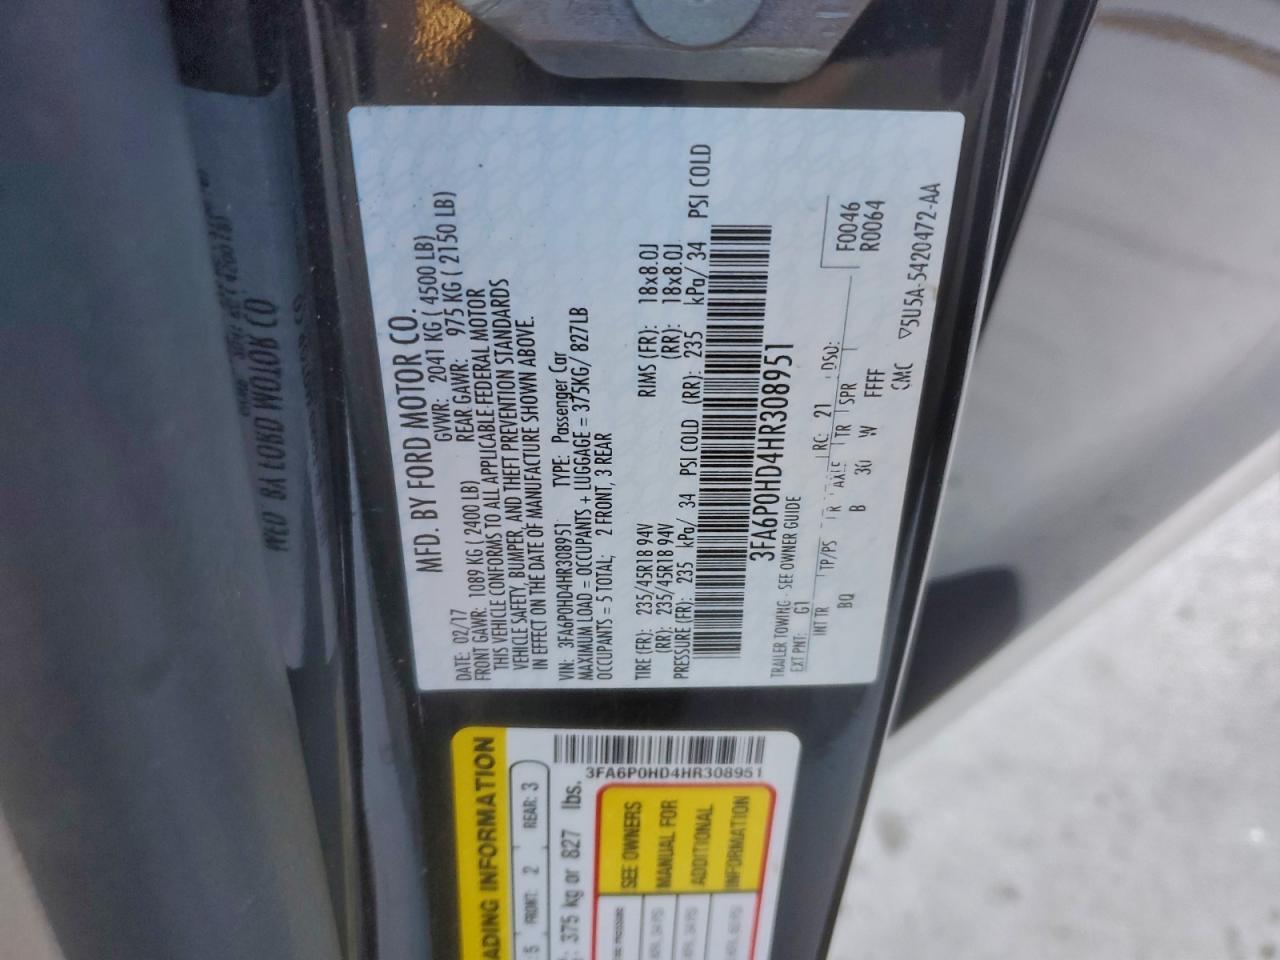 MFD. BY FORD MOTOR CO.
DATE: 02/17 GVWR: 2041 KG ( 4500 LB)
FRONT GAWR: 1089 KG ( 2400 LB) REAR GAWR: 975 KG ( 2150 LB)
THIS VEHICLE CONFORMS TO ALL APPLICABLE FEDERAL MOTOR
VEHICLE SAFETY, BUMPER, AND THEFT PREVENTION STANDARDS
IN EFFECT ON THE DATE OF MANUFACTURE SHOWN ABOVE.
VIN: 3FA6P0HD4HR308951 TYPE: Passenger Car
MAXIMUM LOAD = OCCUPANTS + LUGGAGE = 375KG/ 827LB
OCCUPANTS = 5 TOTAL; 2 FRONT, 3 REAR
TIRE (FR): 235/45R18 94V RIMS (FR): 18x8.0J
(RR): 235/45R18 94V (RR): 18x8.0J
PRESSURE (FR): 235 kPa/ 34 PSI COLD (RR): 235 kPa/ 34 PSI COLD
3FA6P0HD4HR308951
TRAILER TOWING - SEE OWNER GUIDE
EXT PNT: G1 RC: 21 DSO: F0046
INT TR TP/PS R AXLE TR SPR R0064
BQ B 30 W FFFF
CMC ▽5U5A-5420472-AA
ADING INFORMATION
5 FRONT: 2 REAR: 3
375 kg or 827 lbs.
3FA6P0HD4HR308951
SEE OWNERS
MANUAL FOR
ADDITIONAL
INFORMATION